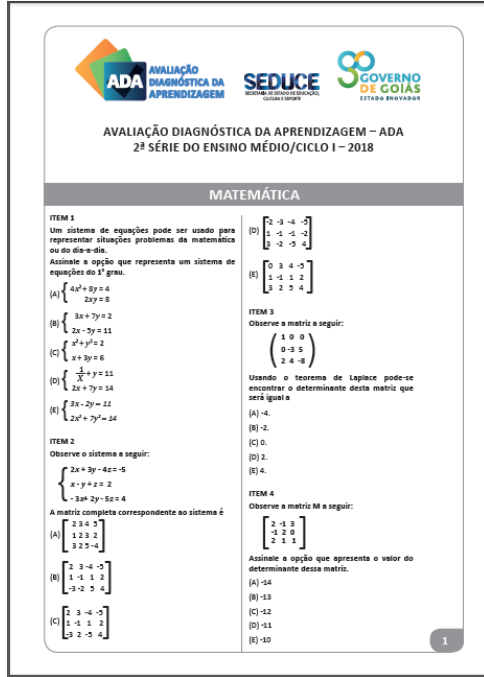 ADA
AVALIAÇÃO
DIAGNÓSTICA DA
APRENDIZAGEM
SEDUCE
SECRETARIA DE ESTADO DE EDUCAÇÃO,
CULTURA E ESPORTE
GOVERNO
DE GOIÁS
ESTADO INOVADOR
AVALIAÇÃO DIAGNÓSTICA DA APRENDIZAGEM – ADA
2ª SÉRIE DO ENSINO MÉDIO/CICLO I – 2018
MATEMÁTICA
ITEM 1
Um sistema de equações pode ser usado para
representar situações problemas da matemática
ou do dia-a-dia.
Assinale a opção que representa um sistema de
equações do 1º grau.
(A) { 4x² + 8y = 4
2xy = 8
(B) { 3x + 7y = 2
2x - 5y = 11
(C) { x² + y² = 2
x + 3y = 6
(D) { 1/X + y = 11
2x + 7y = 14
(E) { 3x - 2y = 11
2x² + 7y² = 14
ITEM 2
Observe o sistema a seguir:
{ 2x + 3y - 4z = -5
x - y + z = 2
- 3x + 2y - 5z = 4
A matriz completa correspondente ao sistema é
(A) [ 2 3 4 5
1 2 3 2
3 2 5 -4 ]
(B) [ 2 3 -4 -5
1 -1 1 2
-3 -2 5 4 ]
(C) [ 2 3 -4 -5
1 -1 1 2
-3 2 -5 4 ]
(D) [ -2 -3 -4 -5
1 -1 -1 -2
3 -2 -5 4 ]
(E) [ 0 3 4 -5
1 -1 1 2
3 2 5 4 ]
ITEM 3
Observe a matriz a seguir:
( 1 0 0
0 -3 5
2 4 -8 )
Usando o teorema de Laplace pode-se
encontrar o determinante desta matriz que
será igual a
(A) -4.
(B) -2.
(C) 0.
(D) 2.
(E) 4.
ITEM 4
Observe a matriz M a seguir:
[ 2 -1 3
-1 2 0
2 1 1 ]
Assinale a opção que apresenta o valor do
determinante dessa matriz.
(A) -14
(B) -13
(C) -12
(D) -11
(E) -10
1